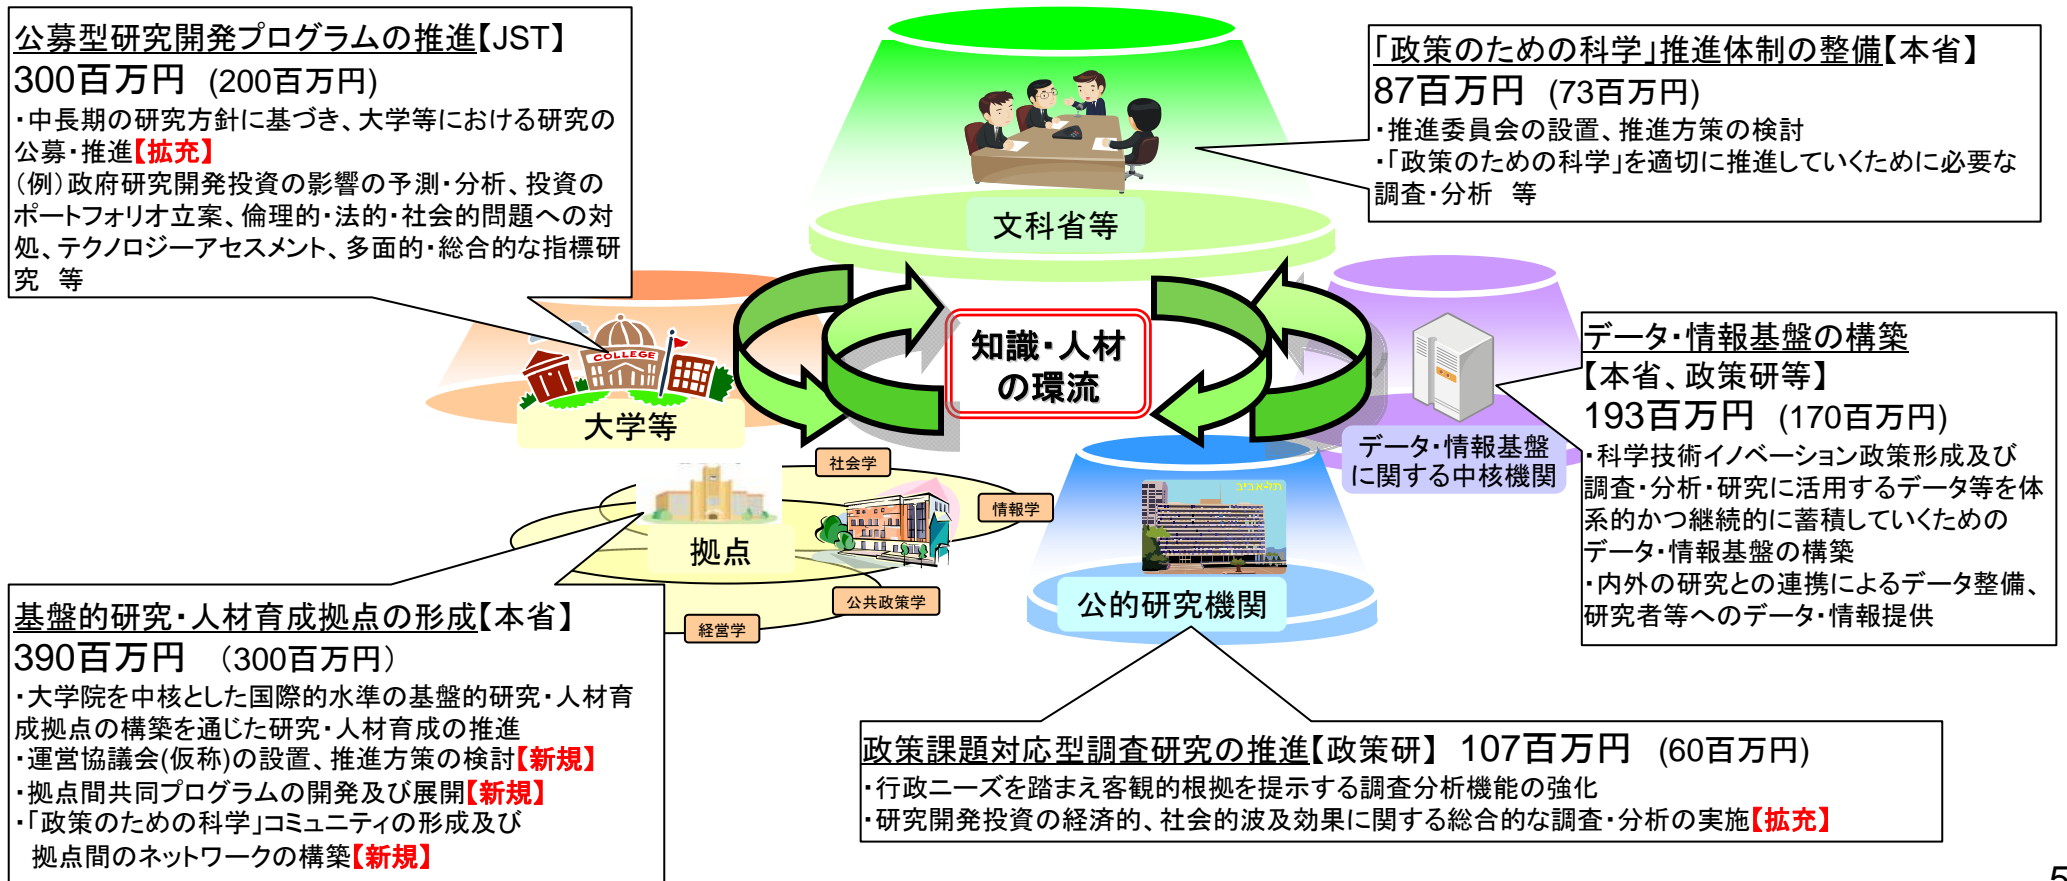 公募型研究開発プログラムの推進【JST】
300百万円 (200百万円)
・中長期の研究方針に基づき、大学等における研究の
公募・推進【拡充】
（例）政府研究開発投資の影響の予測・分析、投資の
ポートフォリオ立案、倫理的・法的・社会的問題への対
処、テクノロジーアセスメント、多面的・総合的な指標研
究 等
「政策のための科学」推進体制の整備【本省】
87百万円 (73百万円)
・推進委員会の設置、推進方策の検討
・「政策のための科学」を適切に推進していくために必要な
調査・分析 等
文科省等
知識・人材
の環流
COLLEGE
大学等
データ・情報基盤
に関する中核機関
データ・情報基盤の構築
【本省、政策研等】
193百万円 (170百万円)
・科学技術イノベーション政策形成及び
調査・分析・研究に活用するデータ等を体
系的かつ継続的に蓄積していくための
データ・情報基盤の構築
・内外の研究との連携によるデータ整備、
研究者等へのデータ・情報提供
社会学
情報学
拠点
公共政策学
経営学
תל-אביב
公的研究機関
基盤的研究・人材育成拠点の形成【本省】
390百万円 （300百万円）
・大学院を中核とした国際的水準の基盤的研究・人材育
成拠点の構築を通じた研究・人材育成の推進
・運営協議会(仮称)の設置、推進方策の検討【新規】
・拠点間共同プログラムの開発及び展開【新規】
・「政策のための科学」コミュニティの形成及び
拠点間のネットワークの構築【新規】
政策課題対応型調査研究の推進【政策研】 107百万円 (60百万円)
・行政ニーズを踏まえ客観的根拠を提示する調査分析機能の強化
・研究開発投資の経済的、社会的波及効果に関する総合的な調査・分析の実施【拡充】
5